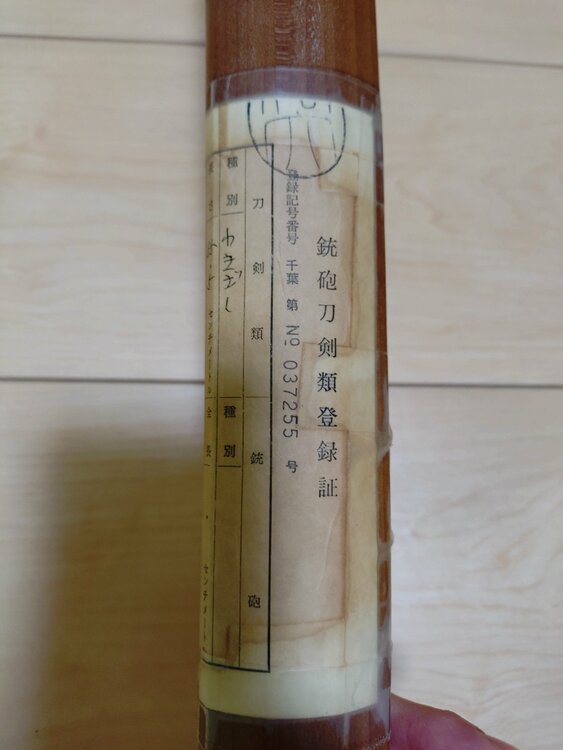 銃砲刀剣類登録証
登録記号番号 千葉 第 No 037255 号
刀剣類 銃砲
種別 わきざし 種別
センチメートル 全長 センチメートル